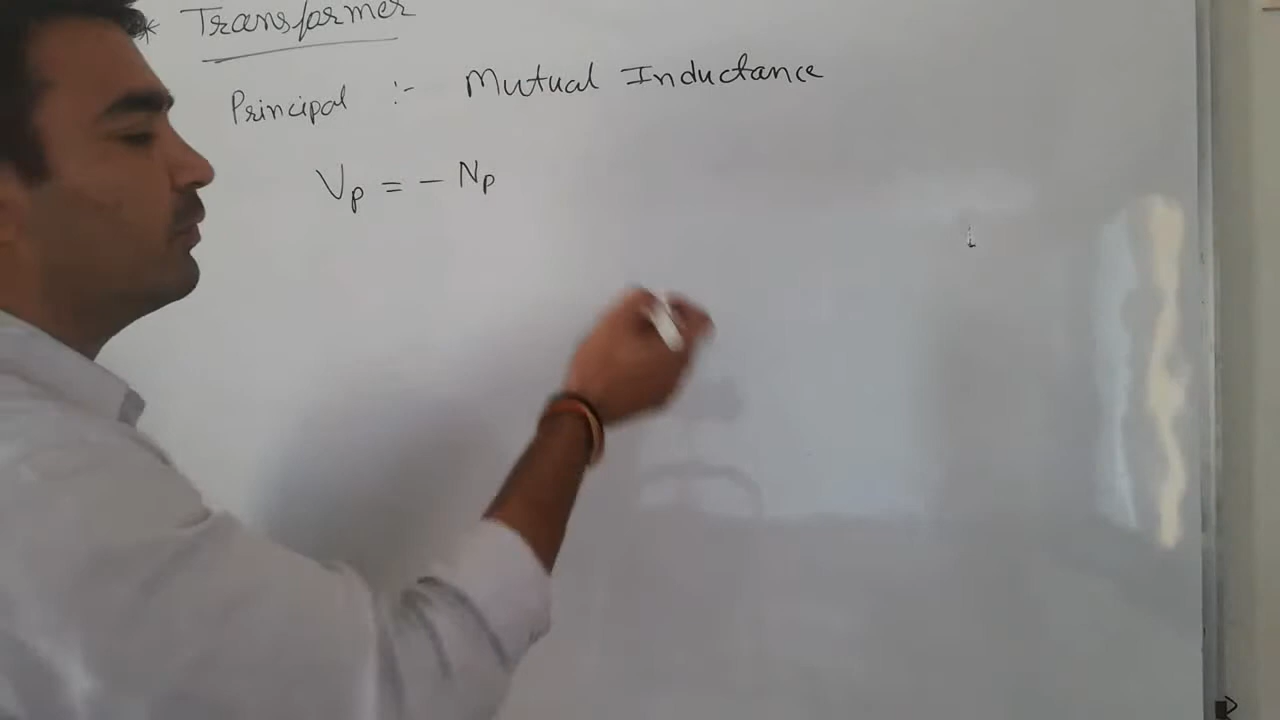 * Transformer
Principal :- Mutual Inductance
Vp = - Np